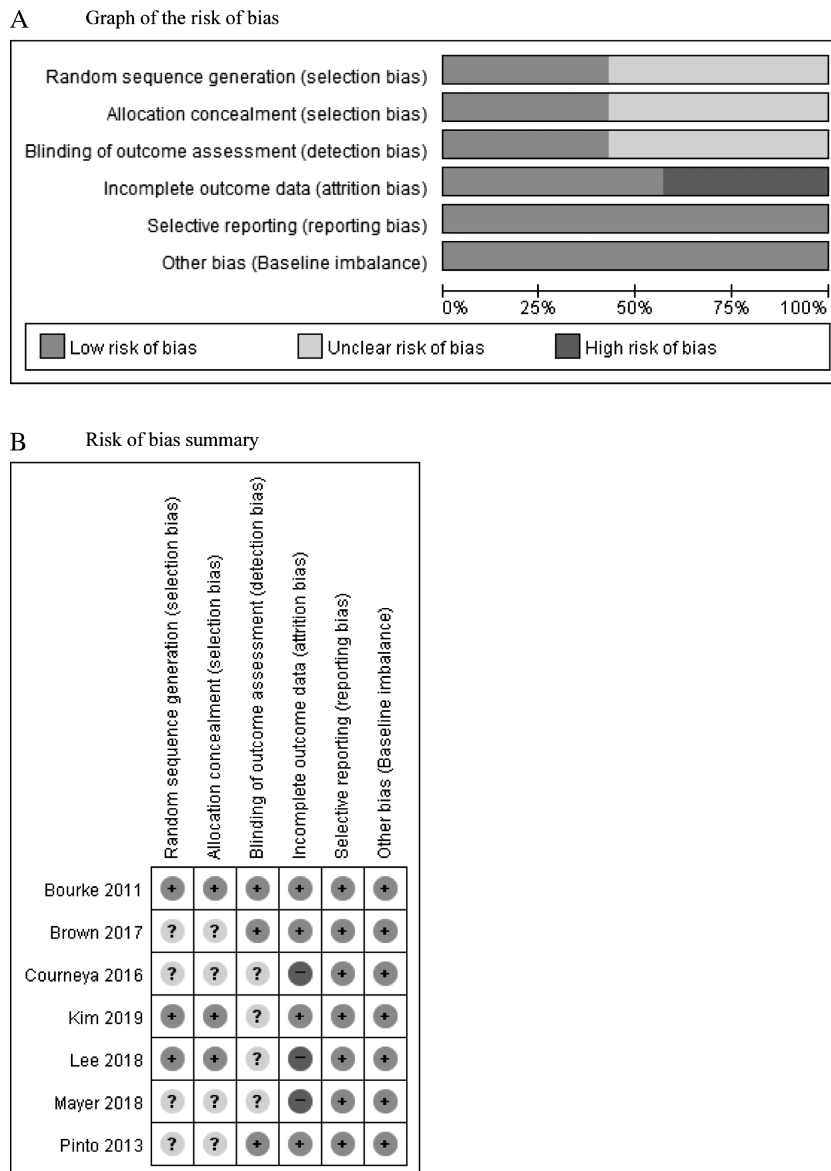 A Graph of the risk of bias
Random sequence generation (selection bias)
Allocation concealment (selection bias)
Blinding of outcome assessment (detection bias)
Incomplete outcome data (attrition bias)
Selective reporting (reporting bias)
Other bias (Baseline imbalance)
0% 25% 50% 75% 100%
Low risk of bias Unclear risk of bias High risk of bias
B Risk of bias summary
Random sequence generation (selection bias)
Allocation concealment (selection bias)
Blinding of outcome assessment (detection bias)
Incomplete outcome data (attrition bias)
Selective reporting (reporting bias)
Other bias (Baseline imbalance)
Bourke 2011 + + + + + +
Brown 2017 ? ? + + + +
Courneya 2016 ? ? ? − + +
Kim 2019 + + ? + + +
Lee 2018 + + ? − + +
Mayer 2018 ? ? ? − + +
Pinto 2013 ? ? + + + +